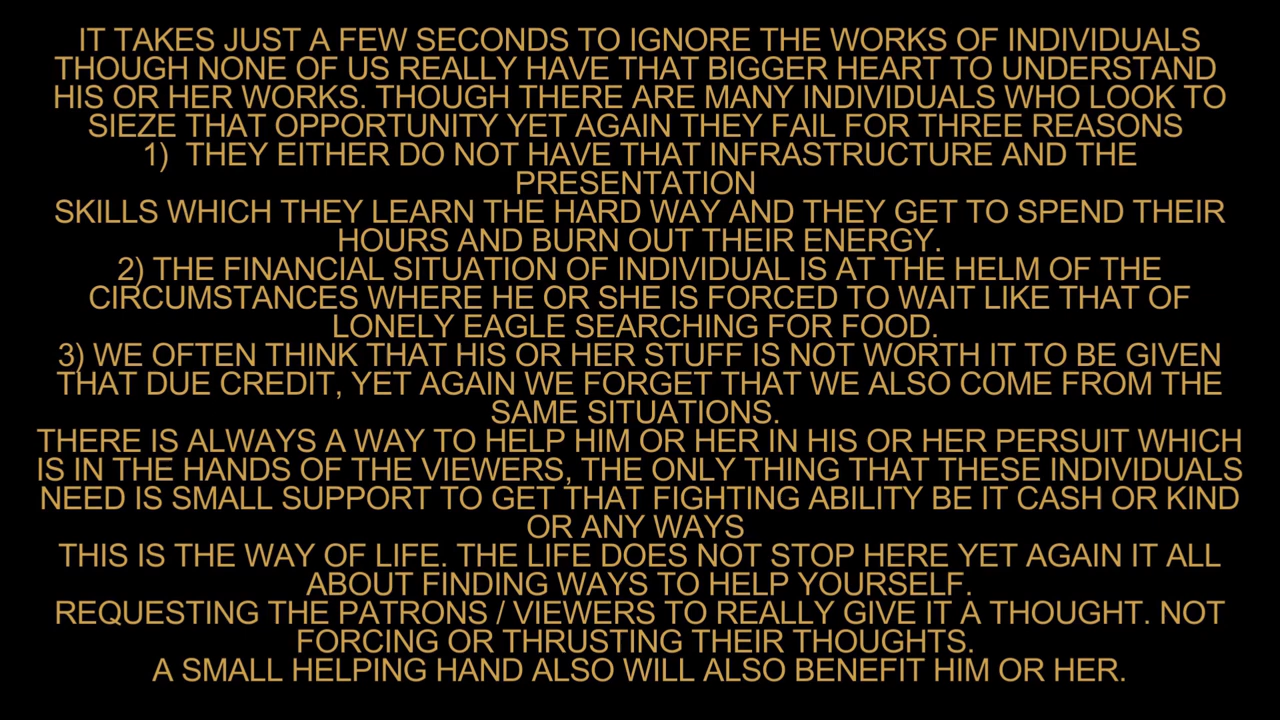 IT TAKES JUST A FEW SECONDS TO IGNORE THE WORKS OF INDIVIDUALS
THOUGH NONE OF US REALLY HAVE THAT BIGGER HEART TO UNDERSTAND
HIS OR HER WORKS. THOUGH THERE ARE MANY INDIVIDUALS WHO LOOK TO
SIEZE THAT OPPORTUNITY YET AGAIN THEY FAIL FOR THREE REASONS
1) THEY EITHER DO NOT HAVE THAT INFRASTRUCTURE AND THE
PRESENTATION
SKILLS WHICH THEY LEARN THE HARD WAY AND THEY GET TO SPEND THEIR
HOURS AND BURN OUT THEIR ENERGY.
2) THE FINANCIAL SITUATION OF INDIVIDUAL IS AT THE HELM OF THE
CIRCUMSTANCES WHERE HE OR SHE IS FORCED TO WAIT LIKE THAT OF
LONELY EAGLE SEARCHING FOR FOOD.
3) WE OFTEN THINK THAT HIS OR HER STUFF IS NOT WORTH IT TO BE GIVEN
THAT DUE CREDIT, YET AGAIN WE FORGET THAT WE ALSO COME FROM THE
SAME SITUATIONS.
THERE IS ALWAYS A WAY TO HELP HIM OR HER IN HIS OR HER PERSUIT WHICH
IS IN THE HANDS OF THE VIEWERS, THE ONLY THING THAT THESE INDIVIDUALS
NEED IS SMALL SUPPORT TO GET THAT FIGHTING ABILITY BE IT CASH OR KIND
OR ANY WAYS
THIS IS THE WAY OF LIFE. THE LIFE DOES NOT STOP HERE YET AGAIN IT ALL
ABOUT FINDING WAYS TO HELP YOURSELF.
REQUESTING THE PATRONS / VIEWERS TO REALLY GIVE IT A THOUGHT. NOT
FORCING OR THRUSTING THEIR THOUGHTS.
A SMALL HELPING HAND ALSO WILL ALSO BENEFIT HIM OR HER.